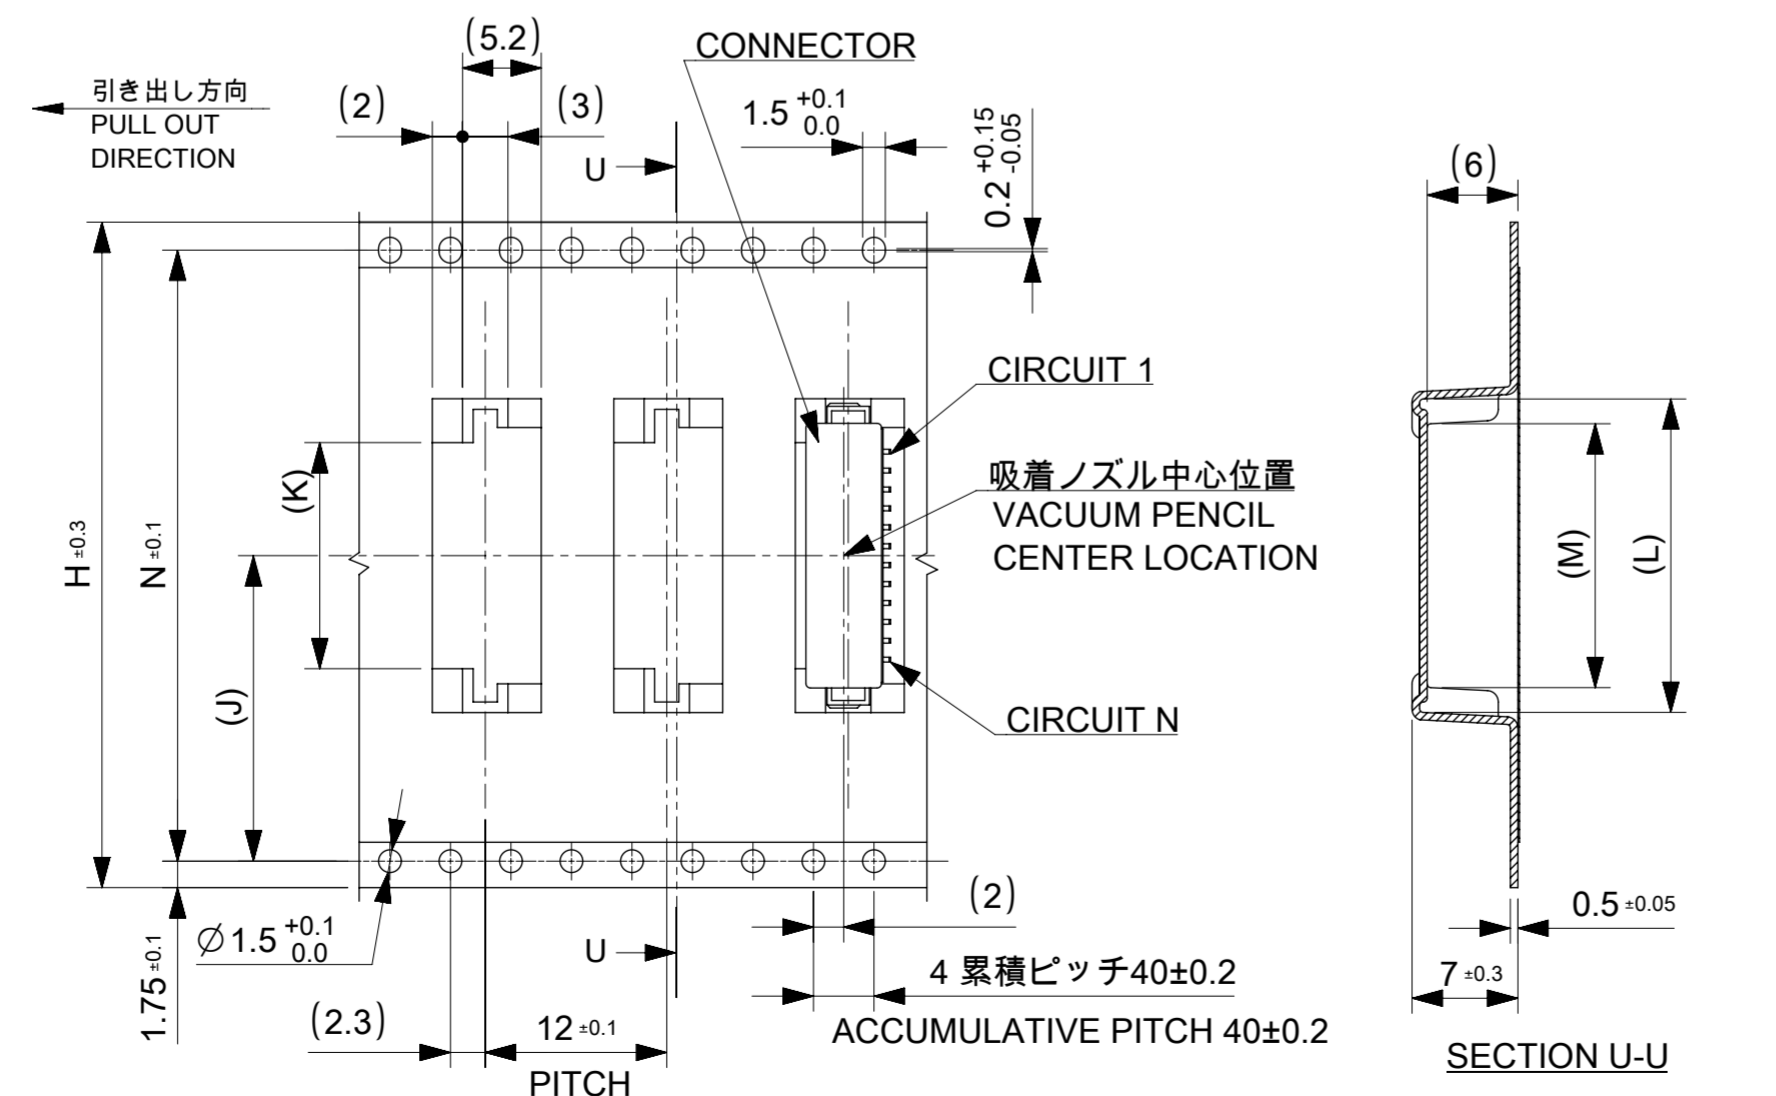 (5.2)
CONNECTOR
引き出し方向
PULL OUT
DIRECTION
(2)
(3)
1.5 +0.1 0.0
0.2 +0.15 -0.05
U
(6)
CIRCUIT 1
吸着ノズル中心位置
VACUUM PENCIL
CENTER LOCATION
(K)
H ±0.3
N ±0.1
(J)
(M)
(L)
CIRCUIT N
(2)
0.5 ±0.05
Ø1.5 +0.1 0.0
U
4 累積ピッチ40±0.2
ACCUMULATIVE PITCH 40±0.2
7 ±0.3
1.75 ±0.1
(2.3)
12 ±0.1
PITCH
SECTION U-U